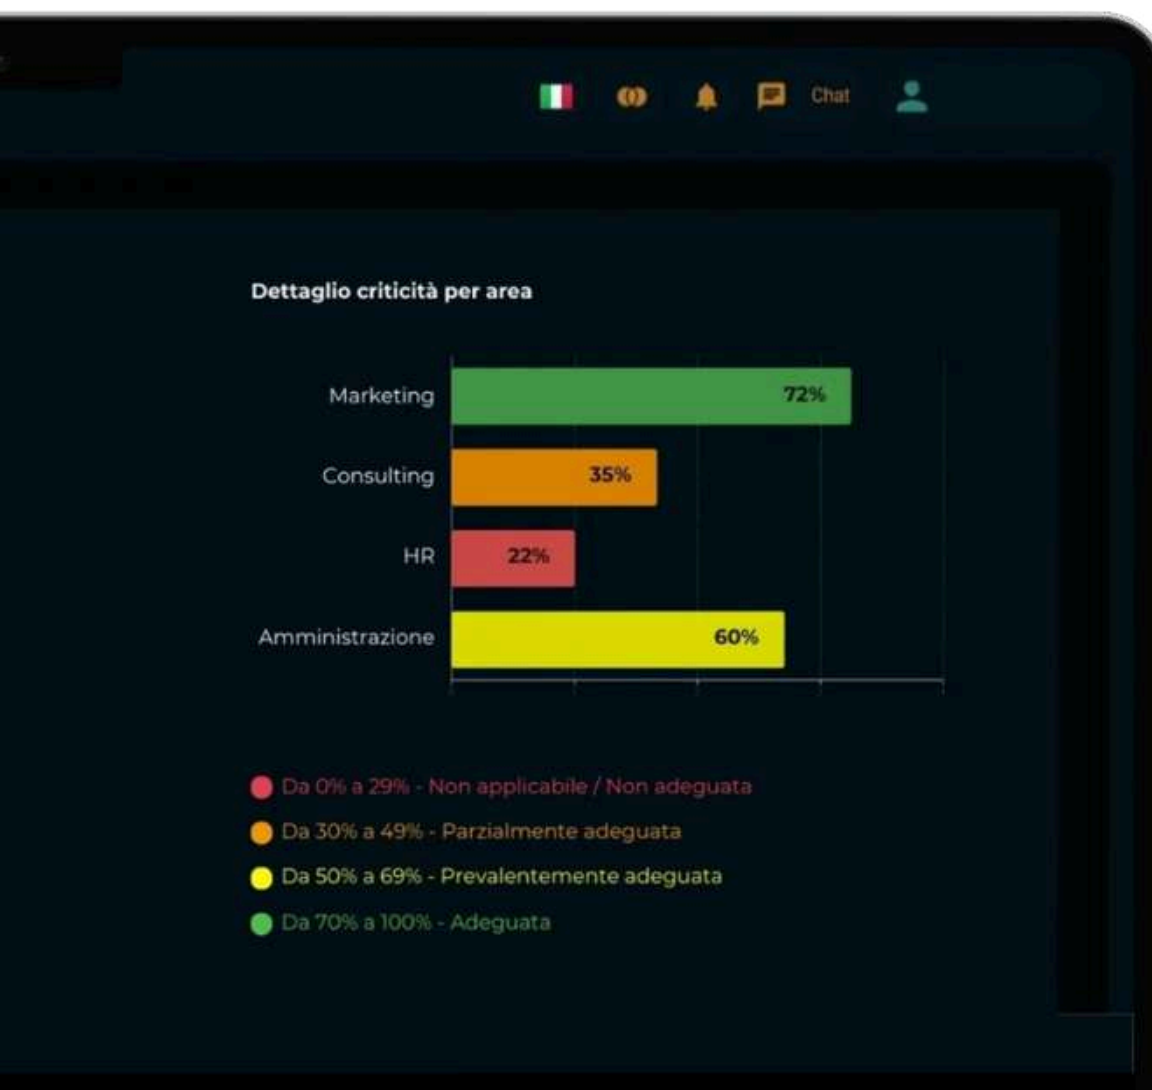 Chat
Dettaglio criticità per area
Marketing 72%
Consulting 35%
HR 22%
Amministrazione 60%
Da 0% a 29% - Non applicabile / Non adeguata
Da 30% a 49% - Parzialmente adeguata
Da 50% a 69% - Prevalentemente adeguata
Da 70% a 100% - Adeguata